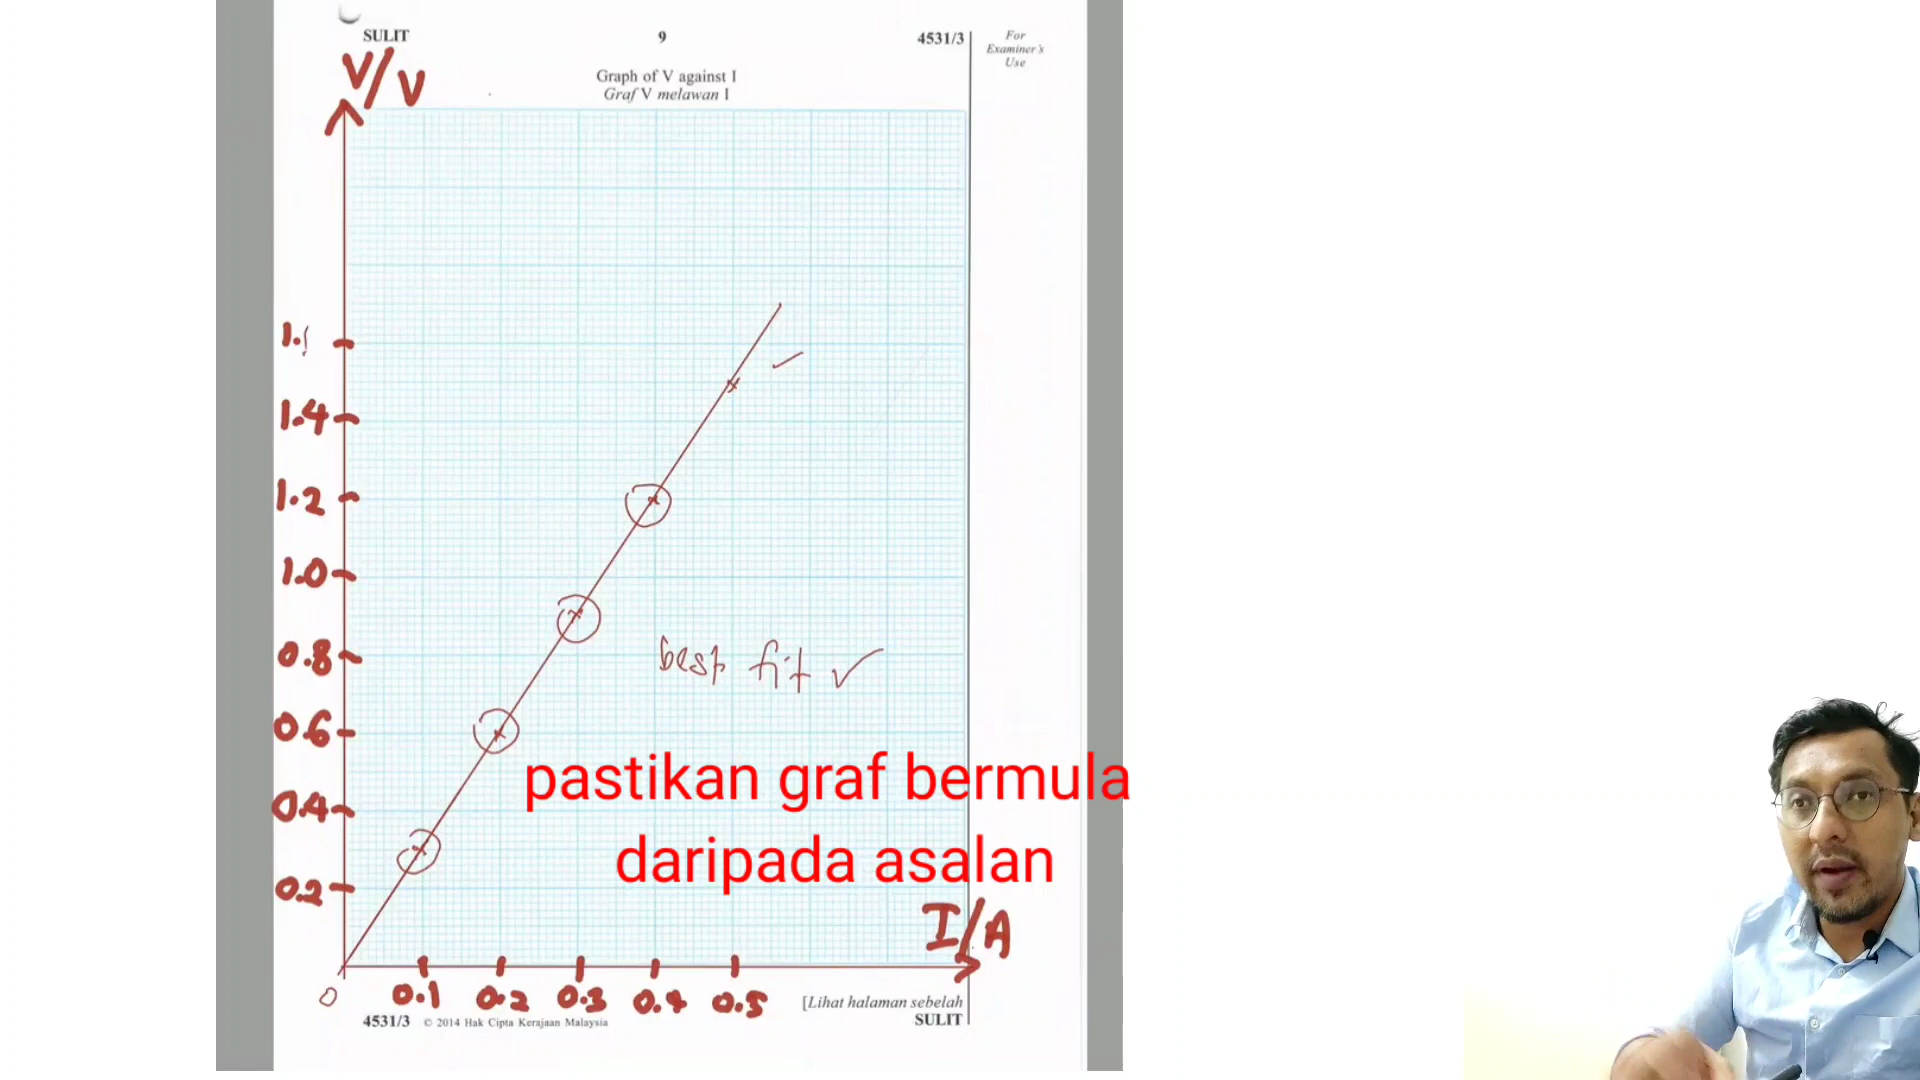 SULIT 9 4531/3 For
Examiner's
Use
V/V
Graph of V against I
Graf V melawan I
1.4
1.2
1.0
0.8
best fit ✓
0.6
pastikan graf bermula
0.4
daripada asalan
0.2
I/A
0 0.1 0.2 0.3 0.4 0.5
[Lihat halaman sebelah
4531/3 © 2014 Hak Cipta Kerajaan Malaysia SULIT